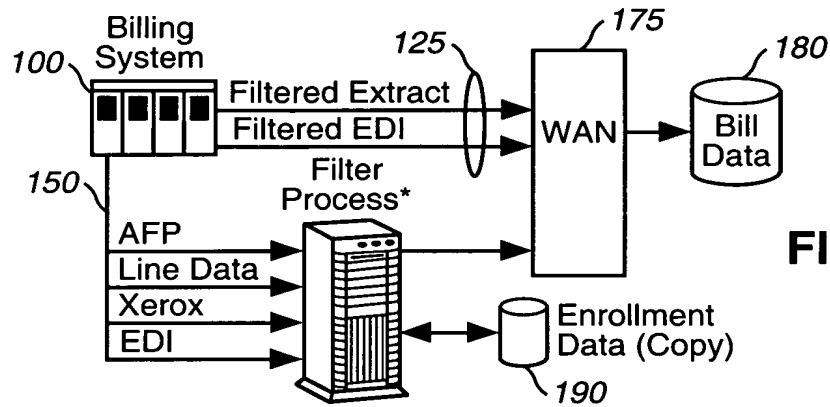 Billing
System
100
125
175
180
Filtered Extract
Filtered EDI
WAN
Bill
Data
150
Filter
Process*
AFP
Line Data
Xerox
EDI
FI
Enrollment
Data (Copy)
190